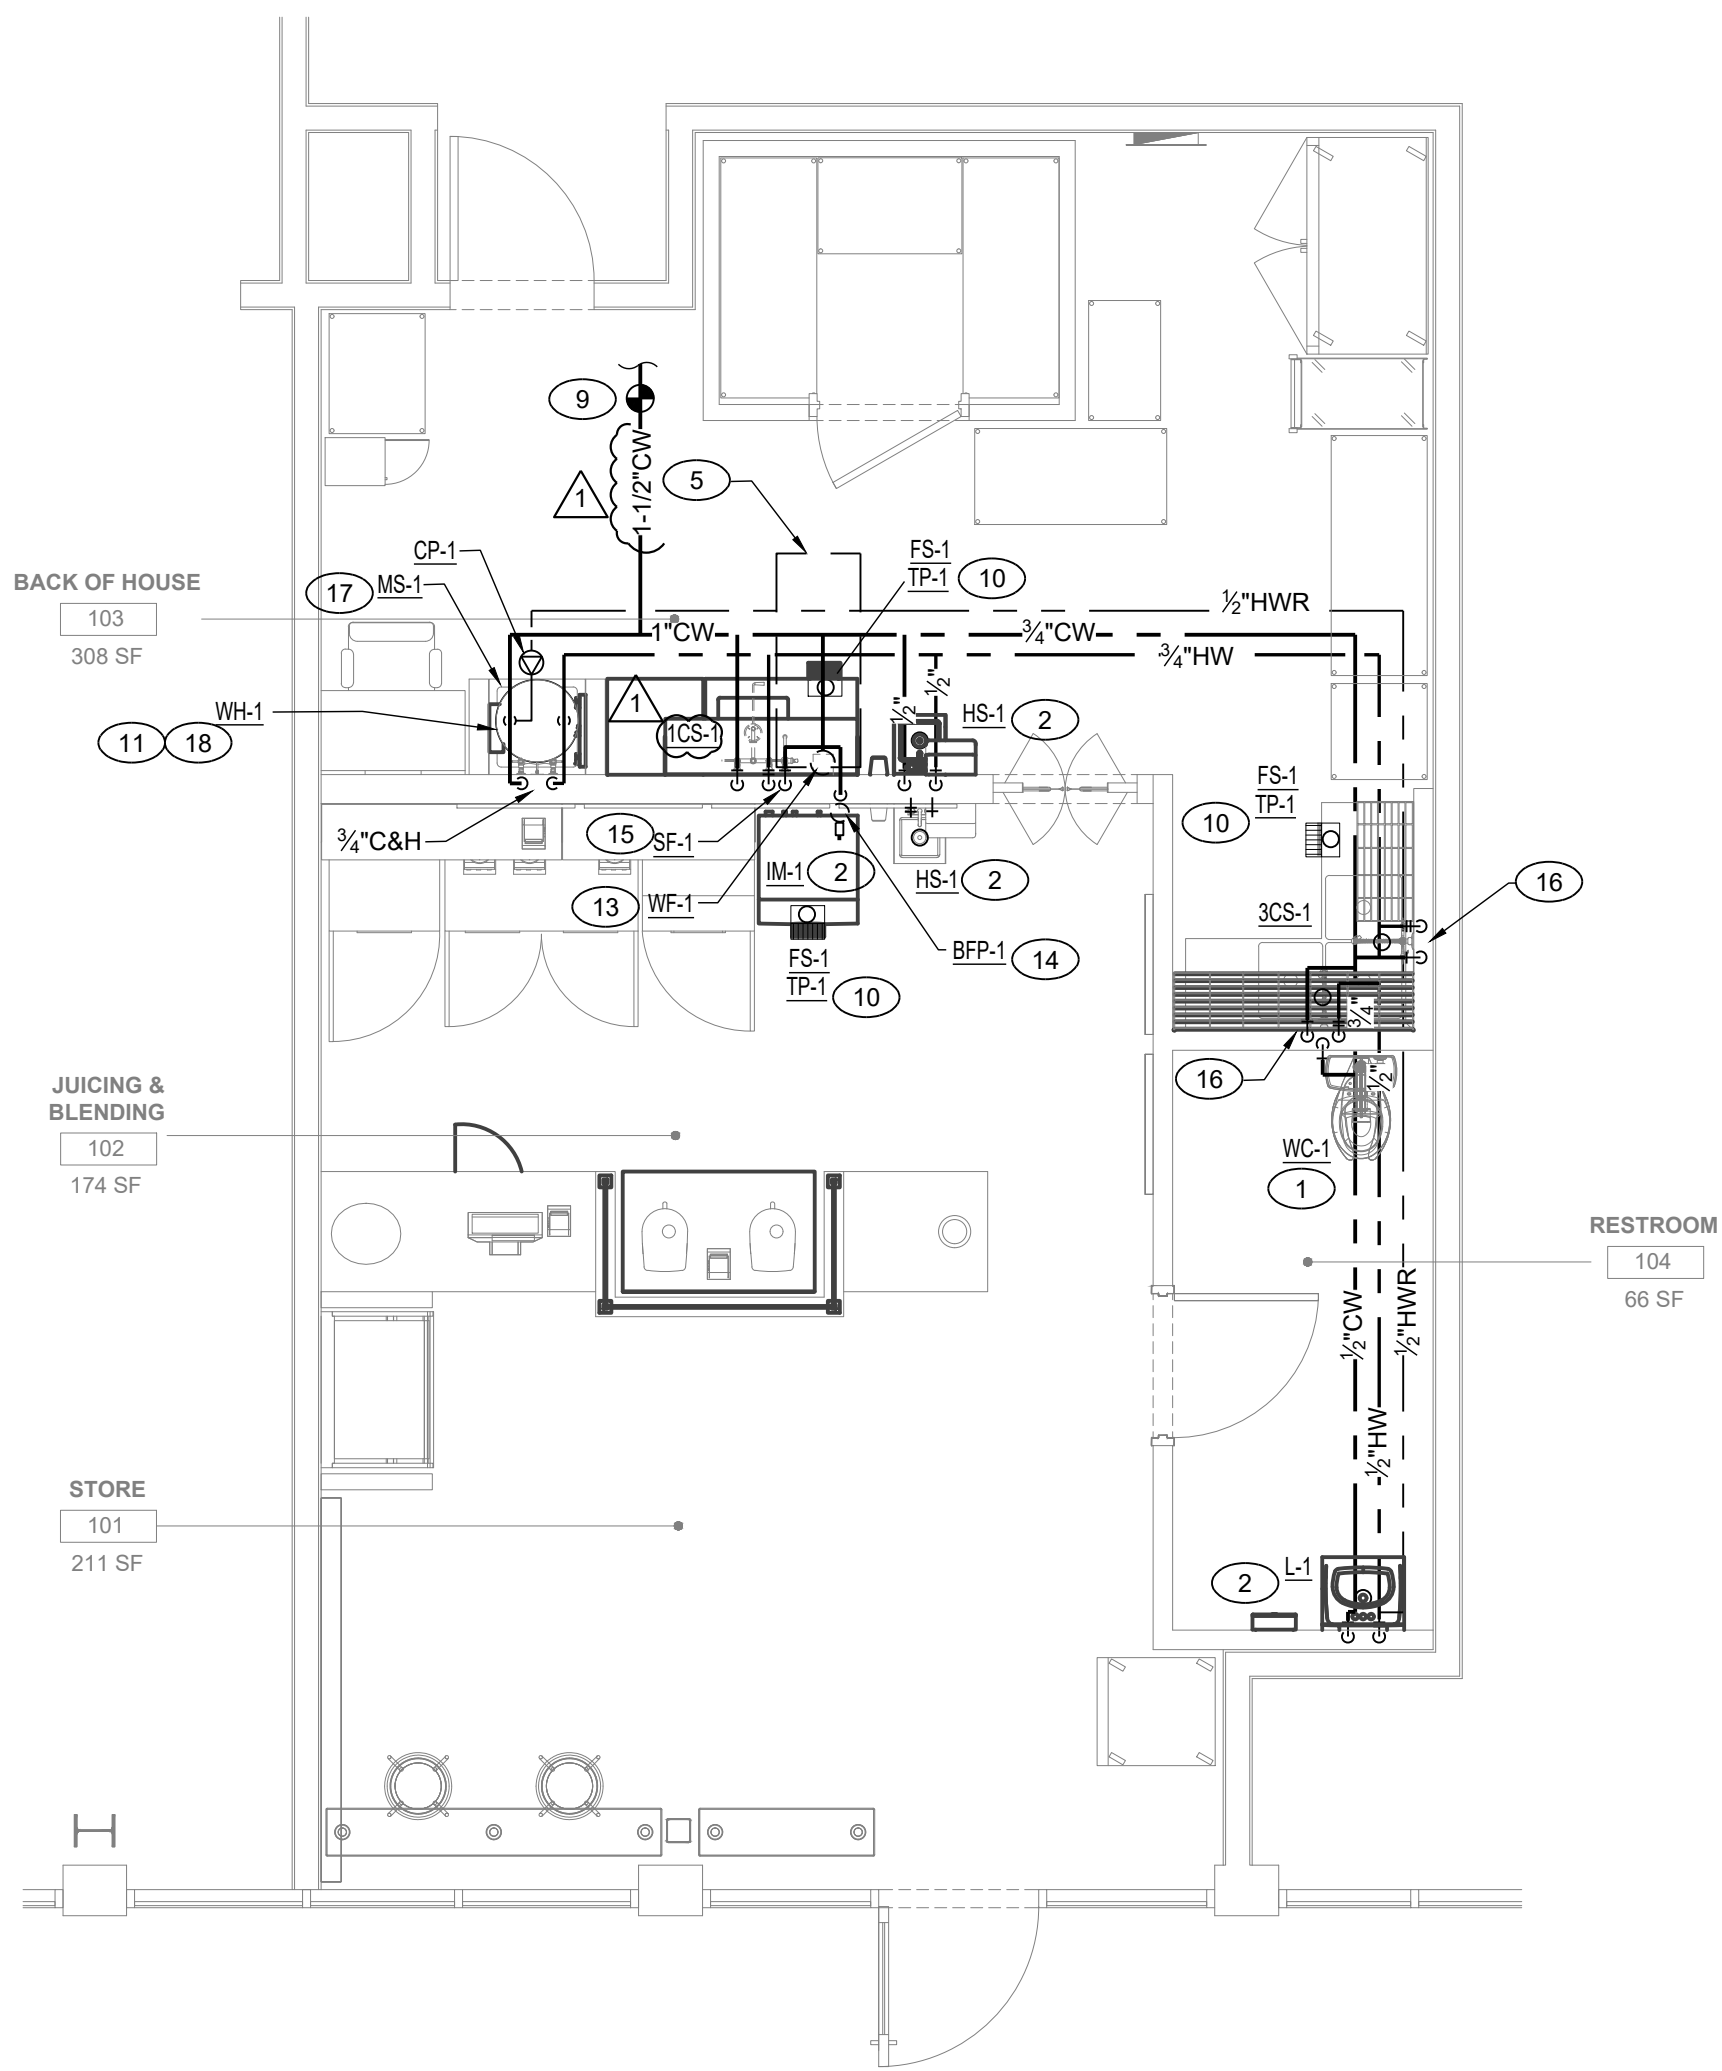 9
1-1/2"CW
1
5
CP-1
FS-1
TP-1
10
17
MS-1
BACK OF HOUSE
103
308 SF
½"HWR
1"CW
¾"CW
¾"HW
½"
½"
WH-1
11
18
1
1CS-1
HS-1
2
FS-1
TP-1
10
¾"C&H
15
SF-1
IM-1
2
HS-1
2
13
WF-1
16
3CS-1
BFP-1
14
FS-1
TP-1
10
¾"
16
½"
JUICING &
BLENDING
102
174 SF
WC-1
1
RESTROOM
104
66 SF
½"CW
½"HWR
½"HW
STORE
101
211 SF
2
L-1